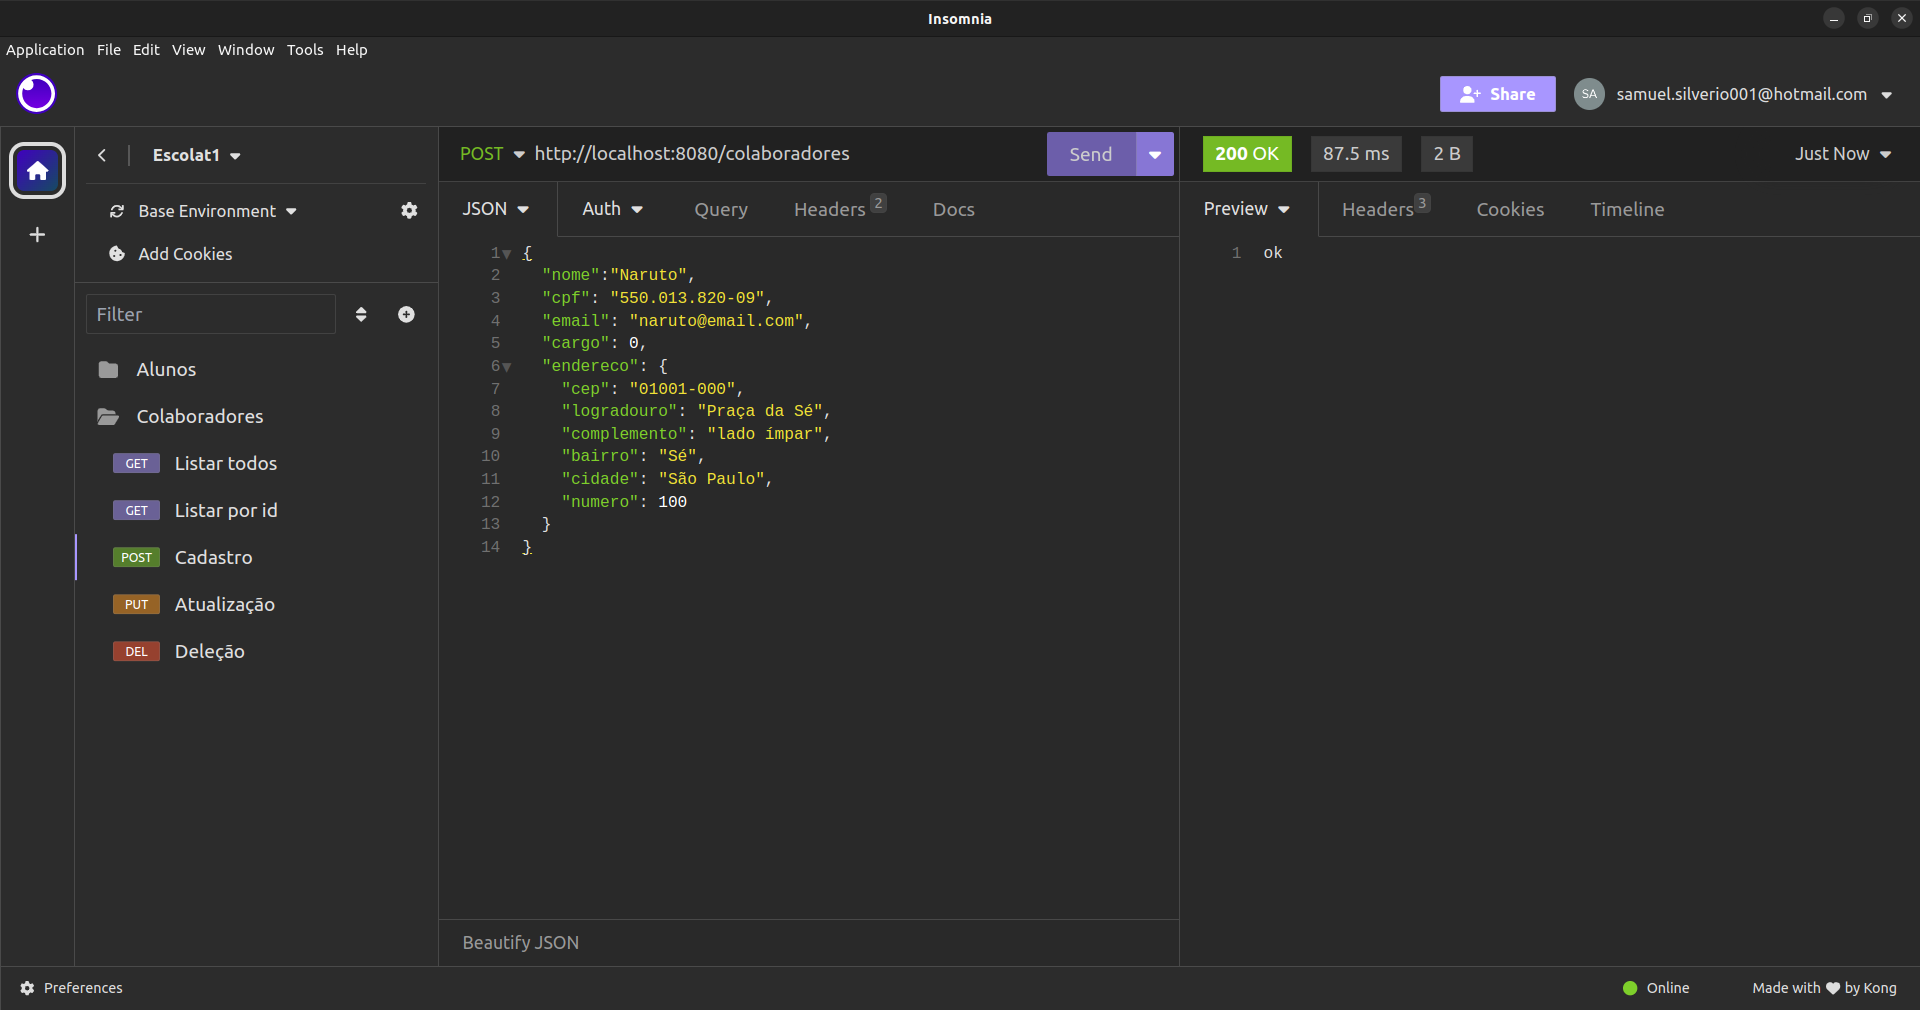 Insomnia
Application File Edit View Window Tools Help
Share
SA samuel.silverio001@hotmail.com
Escolat1
Base Environment
Add Cookies
Filter
Alunos
Colaboradores
GET Listar todos
GET Listar por id
POST Cadastro
PUT Atualização
DEL Deleção
POST http://localhost:8080/colaboradores Send
JSON Auth Query Headers 2 Docs
1 {
2 "nome":"Naruto",
3 "cpf": "550.013.820-09",
4 "email": "naruto@email.com",
5 "cargo": 0,
6 "endereco": {
7 "cep": "01001-000",
8 "logradouro": "Praça da Sé",
9 "complemento": "lado ímpar",
10 "bairro": "Sé",
11 "cidade": "São Paulo",
12 "numero": 100
13 }
14 }
Beautify JSON
200 OK 87.5 ms 2 B Just Now
Preview Headers 3 Cookies Timeline
1 ok
Preferences
Online Made with by Kong